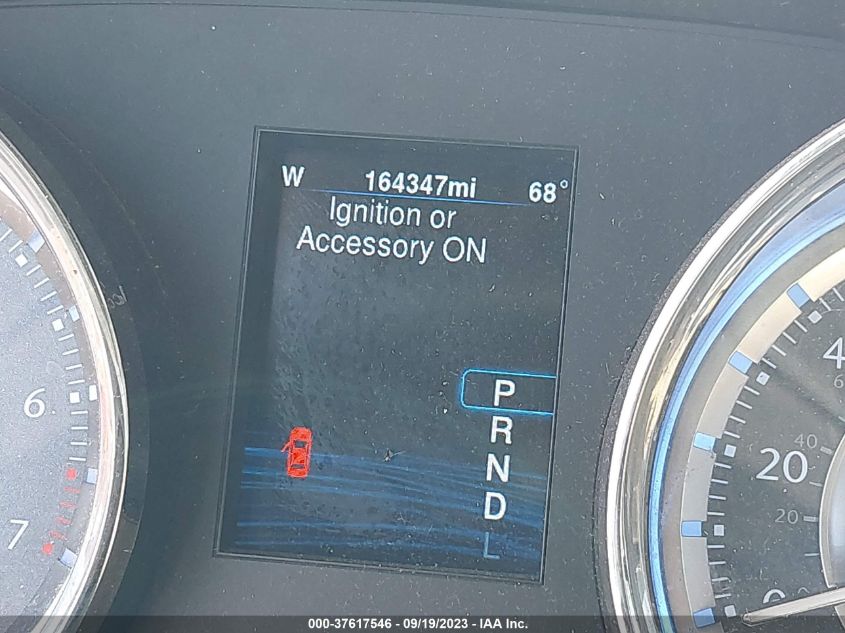 W 164347mi 68°
Ignition or
Accessory ON
P
R
N
D
L
6
7
40
20
20
000-37617546 - 09/19/2023 - IAA Inc.